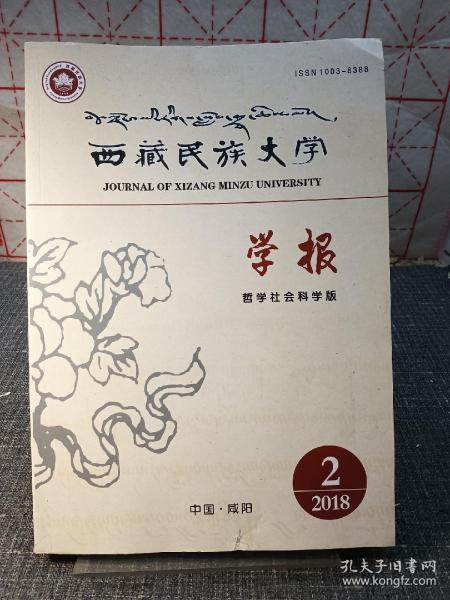 ISSN 1003-8388
西藏民族大学
JOURNAL OF XIZANG MINZU UNIVERSITY
学报
哲学社会科学版
2
2018
中国·咸阳
孔夫子旧书网
www.kongfz.com